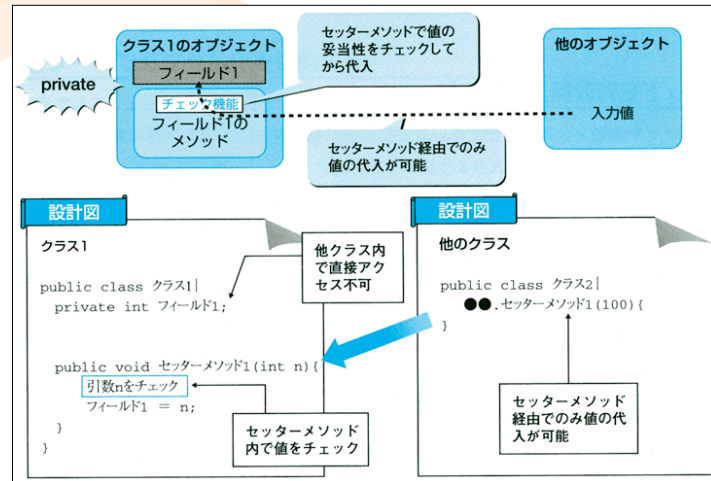 クラス1のオブジェクト
フィールド1
private
チェック機能
フィールド1の
メソッド
セッターメソッドで値の
妥当性をチェックして
から代入
他のオブジェクト
入力値
セッターメソッド経由でのみ
値の代入が可能
設計図
クラス1
public class クラス1|
private int フィールド1;
他クラス内
で直接アク
セス不可
public void セッターメソッド1(int n){
引数nをチェック
フィールド1 = n;
}
}
セッターメソッド
内で値をチェック
設計図
他のクラス
public class クラス2|
●●.セッターメソッド1(100){
}
セッターメソッド
経由でのみ値の代
入が可能